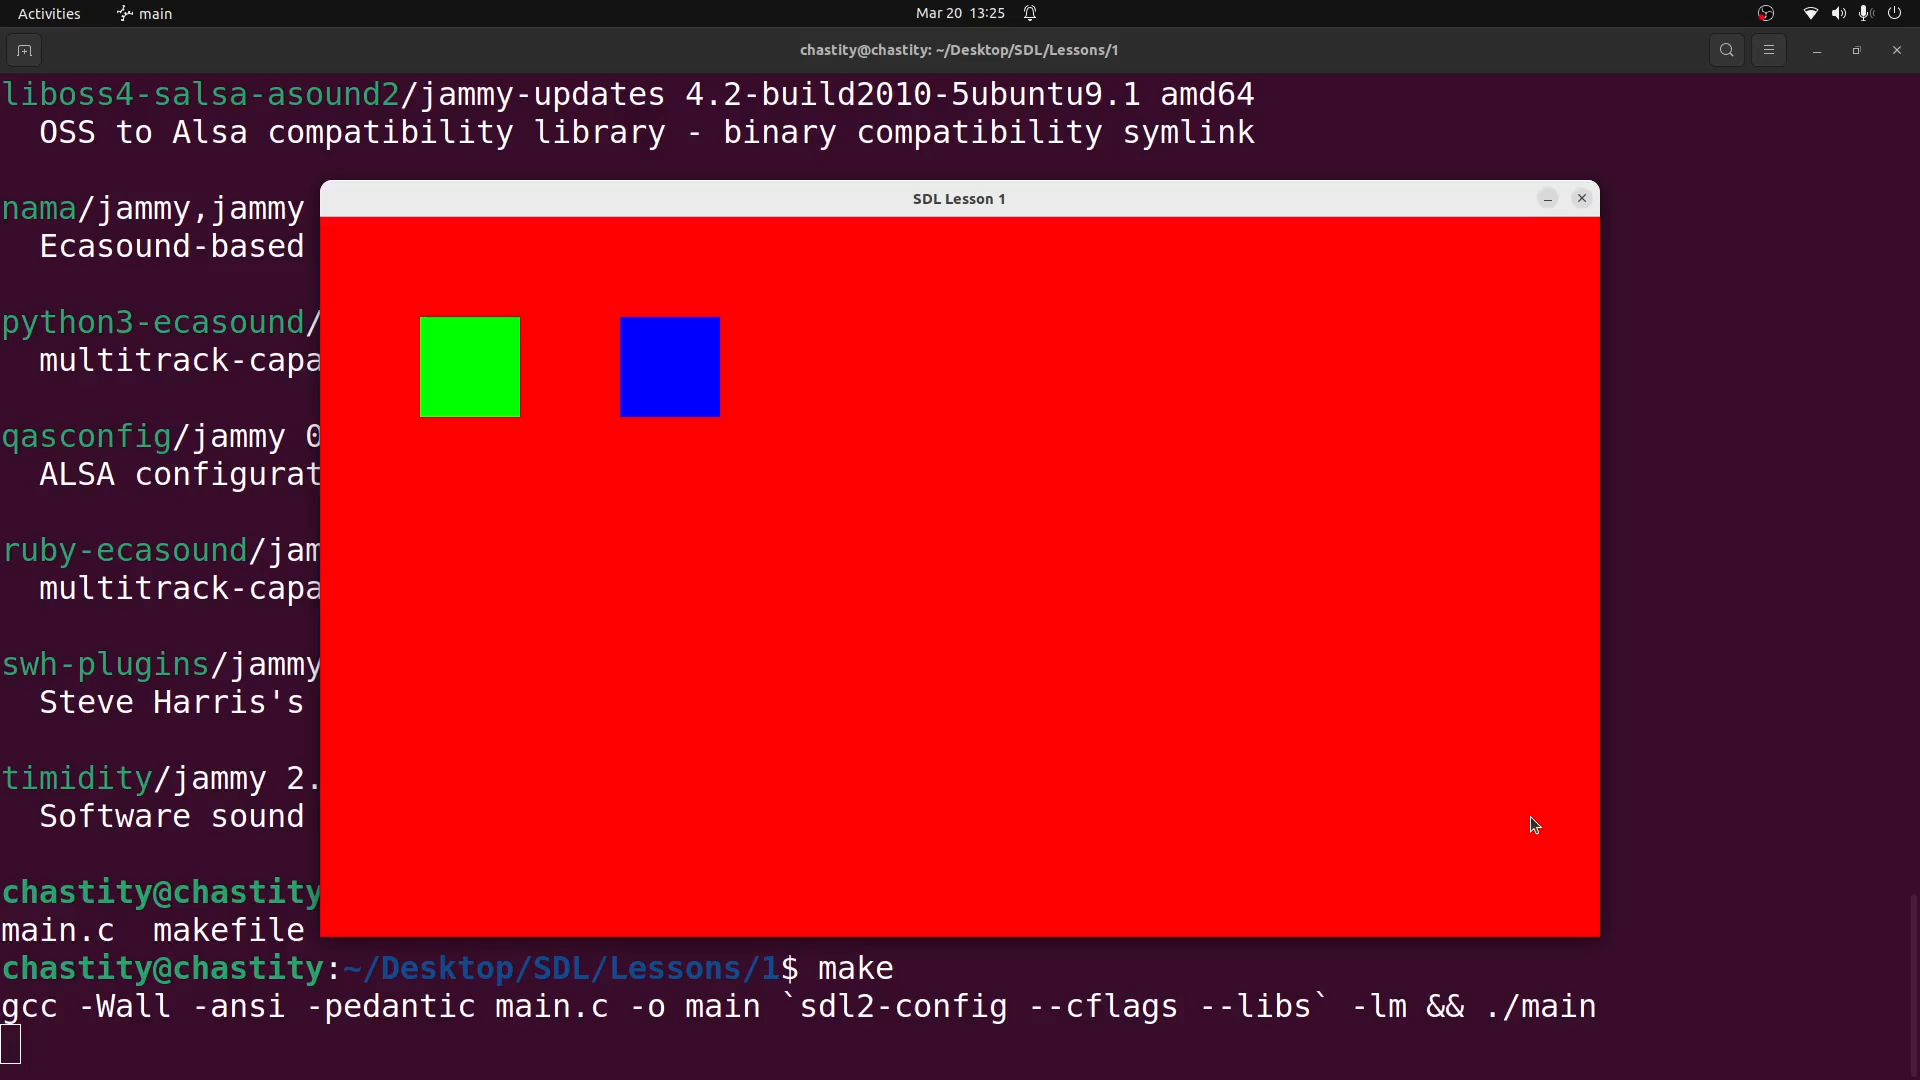 Activities main Mar 20 13:25
chastity@chastity: ~/Desktop/SDL/Lessons/1
liboss4-salsa-asound2/jammy-updates 4.2-build2010-5ubuntu9.1 amd64
  OSS to Alsa compatibility library - binary compatibility symlink
SDL Lesson 1
nama/jammy,jammy
  Ecasound-based
python3-ecasound/
  multitrack-capa
qasconfig/jammy 0
  ALSA configurat
ruby-ecasound/jam
  multitrack-capa
swh-plugins/jammy
  Steve Harris's
timidity/jammy 2.
  Software sound
chastity@chastity
main.c  makefile
chastity@chastity:~/Desktop/SDL/Lessons/1$ make
gcc -Wall -ansi -pedantic main.c -o main `sdl2-config --cflags --libs` -lm && ./main